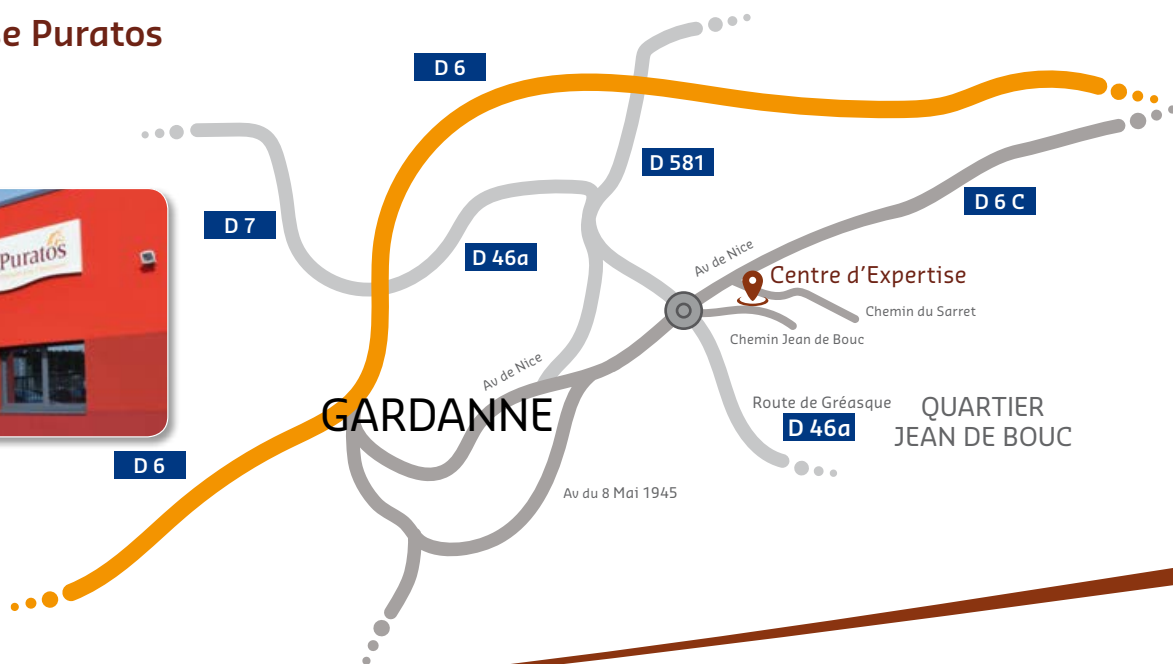 e Puratos
D 6
D 581
D 6 C
D 7
D 46a
Av de Nice
Centre d'Expertise
Puratos
Chemin du Sarret
Chemin Jean de Bouc
Av de Nice
GARDANNE
Route de Gréasque
D 46a
QUARTIER
JEAN DE BOUC
D 6
Av du 8 Mai 1945